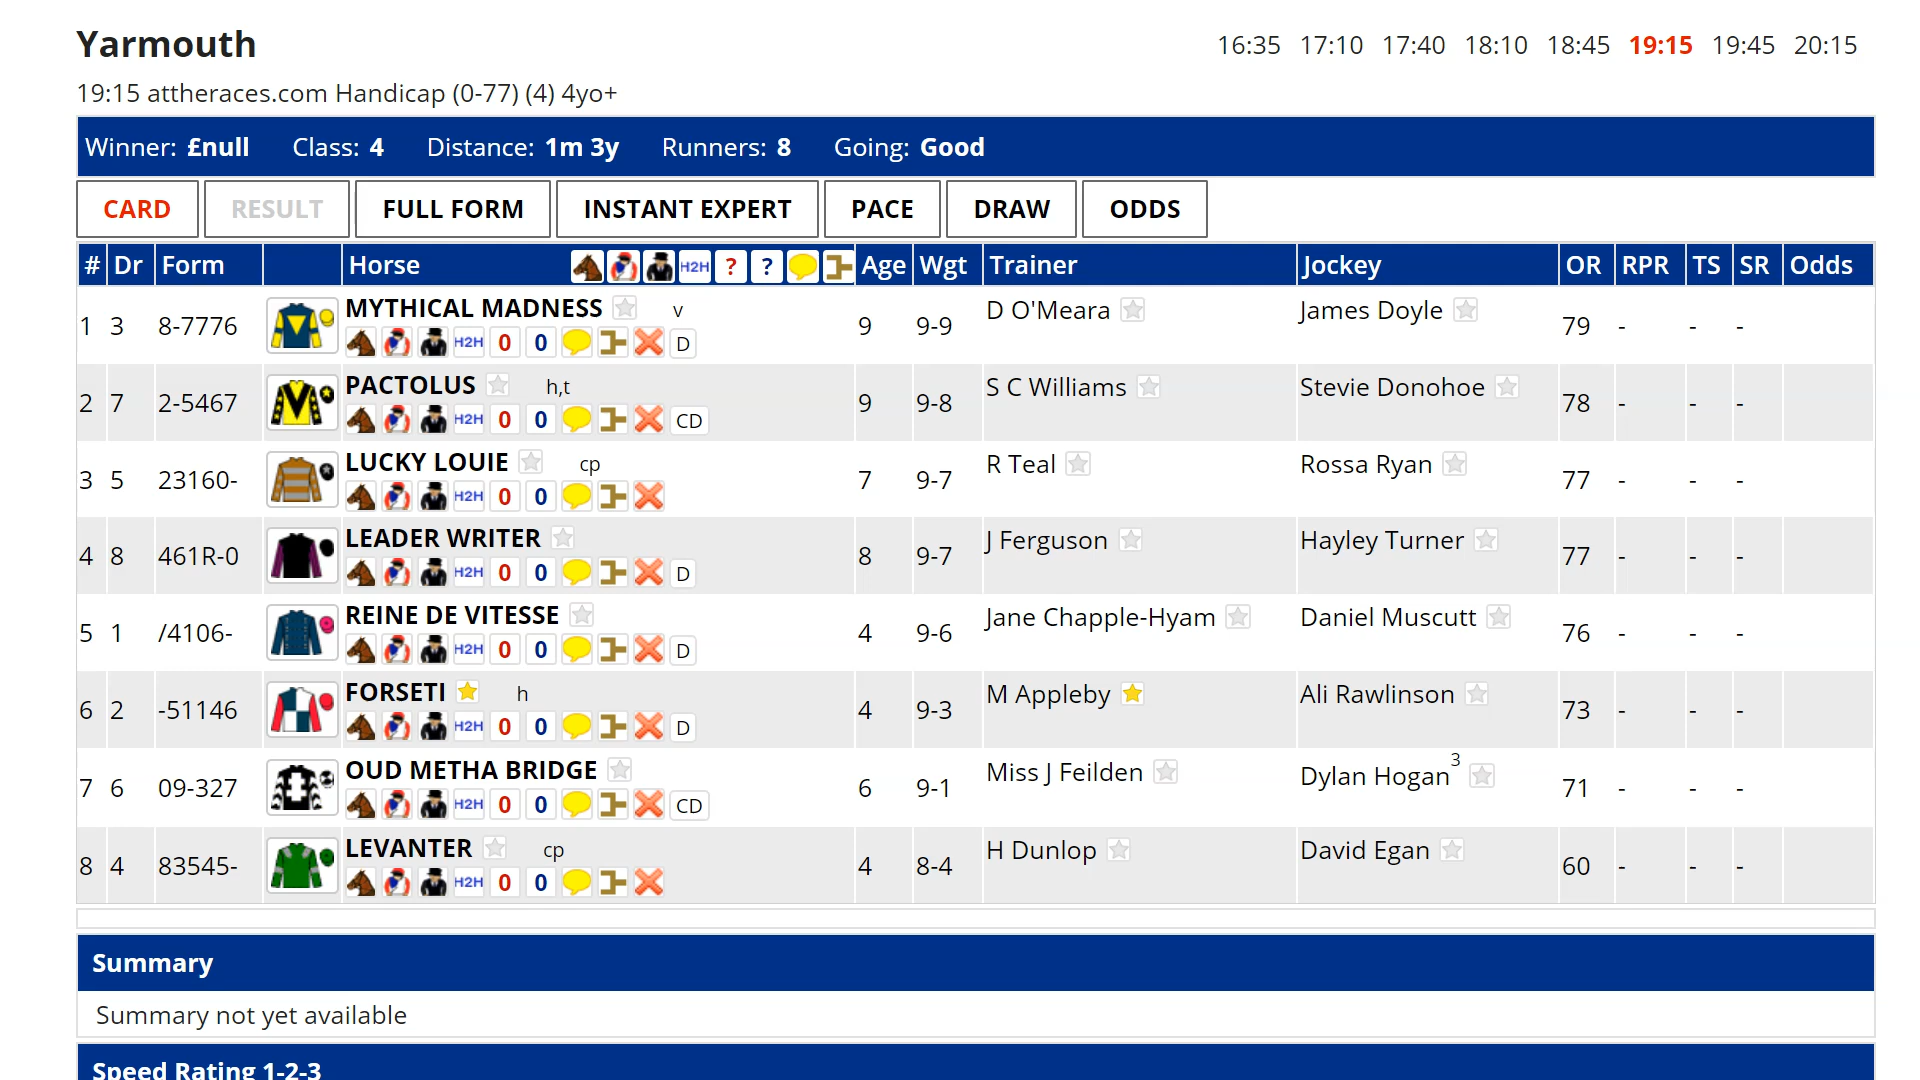 Yarmouth 16:35 17:10 17:40 18:10 18:45 19:15 19:45 20:15
19:15 attheraces.com Handicap (0-77) (4) 4yo+
Winner: £null Class: 4 Distance: 1m 3y Runners: 8 Going: Good
CARD RESULT FULL FORM INSTANT EXPERT PACE DRAW ODDS
# Dr Form Horse H2H ? ? Age Wgt Trainer Jockey OR RPR TS SR Odds
1 3 8-7776 MYTHICAL MADNESS v 9 9-9 D O'Meara James Doyle 79 - - -
H2H 0 0 D
2 7 2-5467 PACTOLUS h,t 9 9-8 S C Williams Stevie Donohoe 78 - - -
H2H 0 0 CD
3 5 23160- LUCKY LOUIE cp 7 9-7 R Teal Rossa Ryan 77 - - -
H2H 0 0
4 8 461R-0 LEADER WRITER 8 9-7 J Ferguson Hayley Turner 77 - - -
H2H 0 0 D
5 1 /4106- REINE DE VITESSE 4 9-6 Jane Chapple-Hyam Daniel Muscutt 76 - - -
H2H 0 0 D
6 2 -51146 FORSETI h 4 9-3 M Appleby Ali Rawlinson 73 - - -
H2H 0 0 D
7 6 09-327 OUD METHA BRIDGE 6 9-1 Miss J Feilden Dylan Hogan 3 71 - - -
H2H 0 0 CD
8 4 83545- LEVANTER cp 4 8-4 H Dunlop David Egan 60 - - -
H2H 0 0
Summary
Summary not yet available
Speed Rating 1-2-3